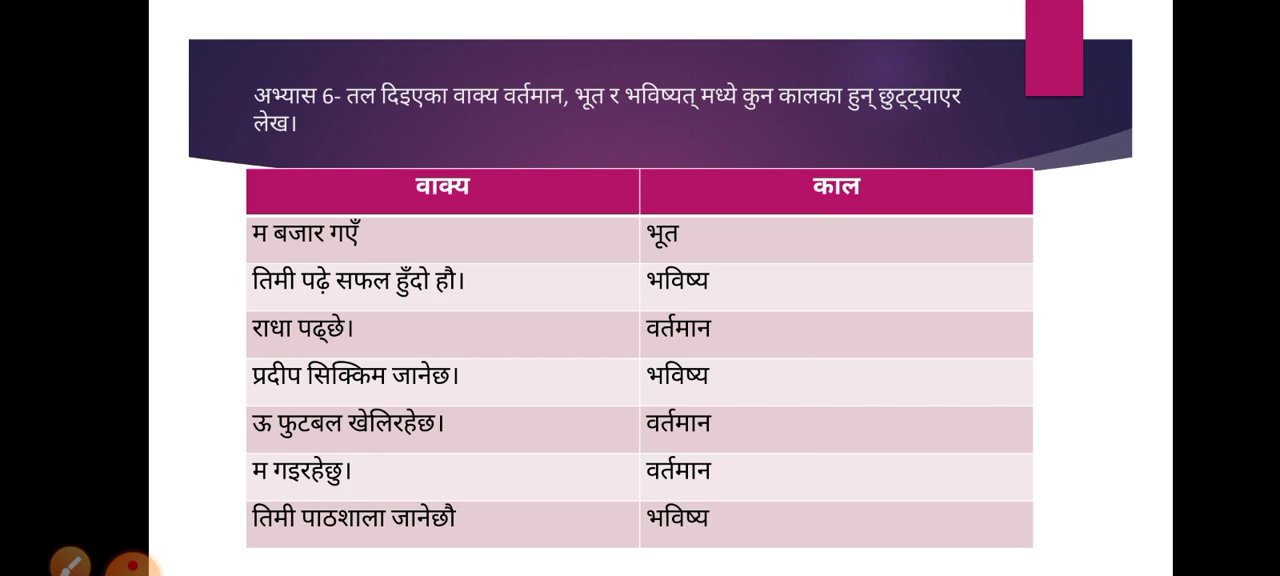 अभ्यास 6- तल दिइएका वाक्य वर्तमान, भूत र भविष्यत् मध्ये कुन कालका हुन् छुट्ट्याएर
लेख।
वाक्य काल
म बजार गएँ भूत
तिमी पढ़े सफल हुँदो हौ। भविष्य
राधा पढ्छे। वर्तमान
प्रदीप सिक्किम जानेछ। भविष्य
ऊ फुटबल खेलिरहेछ। वर्तमान
म गइरहेछु। वर्तमान
तिमी पाठशाला जानेछौ भविष्य